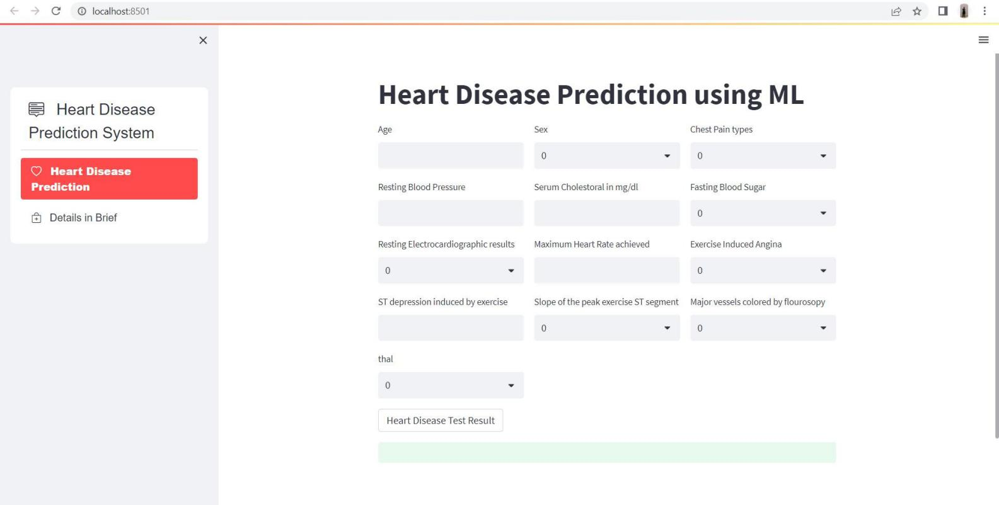 localhost:8501
Heart Disease
Prediction System
Heart Disease
Prediction
Details in Brief
Heart Disease Prediction using ML
Age Sex Chest Pain types
0 0
Resting Blood Pressure Serum Cholestoral in mg/dl Fasting Blood Sugar
0
Resting Electrocardiographic results Maximum Heart Rate achieved Exercise Induced Angina
0 0
ST depression induced by exercise Slope of the peak exercise ST segment Major vessels colored by flourosopy
0 0
thal
0
Heart Disease Test Result